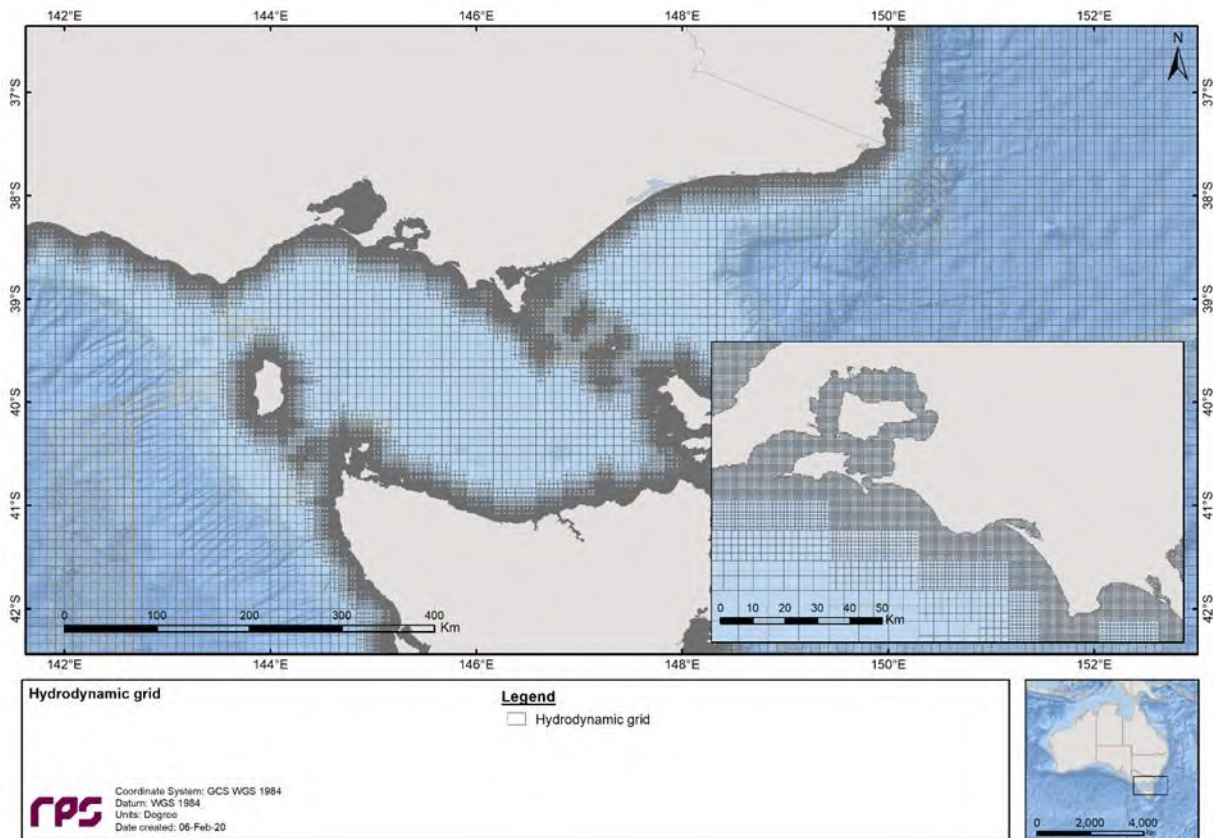 142°E 144°E 146°E 148°E 150°E 152°E
N
37°S 37°S
38°S 38°S
39°S 39°S
40°S 40°S
41°S 41°S
42°S 42°S
0 100 200 300 400
Km
0 10 20 30 40 50
Km
142°E 144°E 146°E 148°E 150°E 152°E
Hydrodynamic grid
Legend
Hydrodynamic grid
rps
Coordinate System: GCS WGS 1984
Datum: WGS 1984
Units: Degree
Date created: 06-Feb-20
0 2,000 4,000
Km